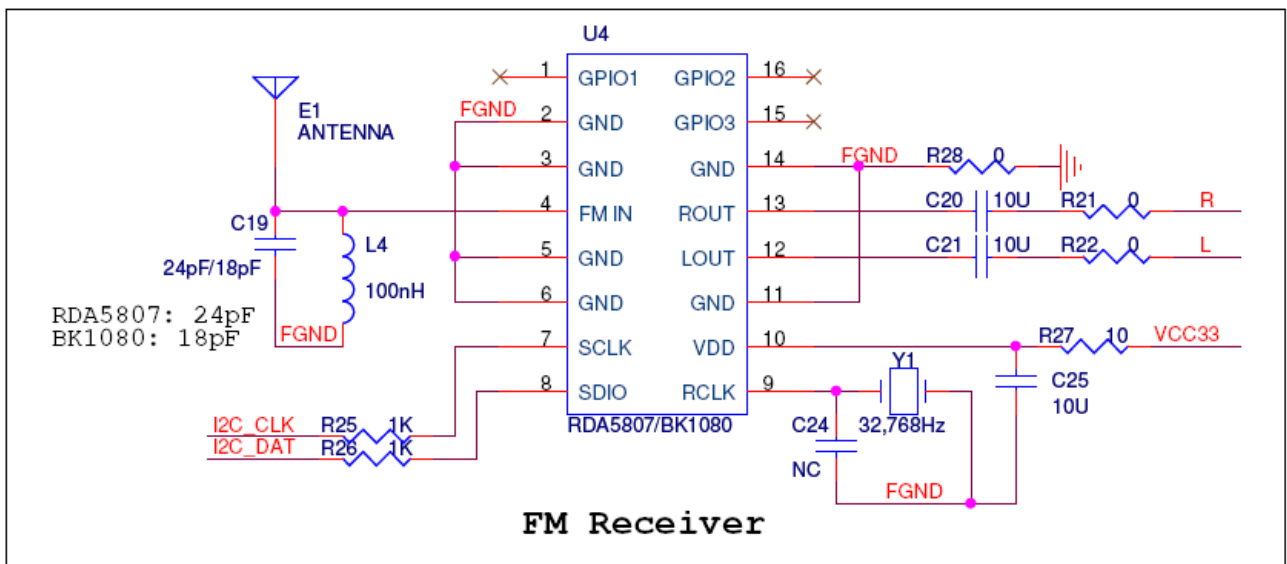 U4
1 GPIO1 GPIO2 16
FGND 2 GND GPIO3 15
E1
ANTENNA
3 GND GND 14 FGND R28 0
4 FM IN ROUT 13 C20 10U R21 0 R
C19
24pF/18pF
L4
100nH
5 GND LOUT 12 C21 10U R22 0 L
6 GND GND 11
RDA5807: 24pF
BK1080: 18pF
FGND
7 SCLK VDD 10 R27 10 VCC33
8 SDIO RCLK 9 Y1
C25
10U
RDA5807/BK1080
C24
NC
32,768Hz
I2C_CLK R25 1K
I2C_DAT R26 1K
FGND
FM Receiver